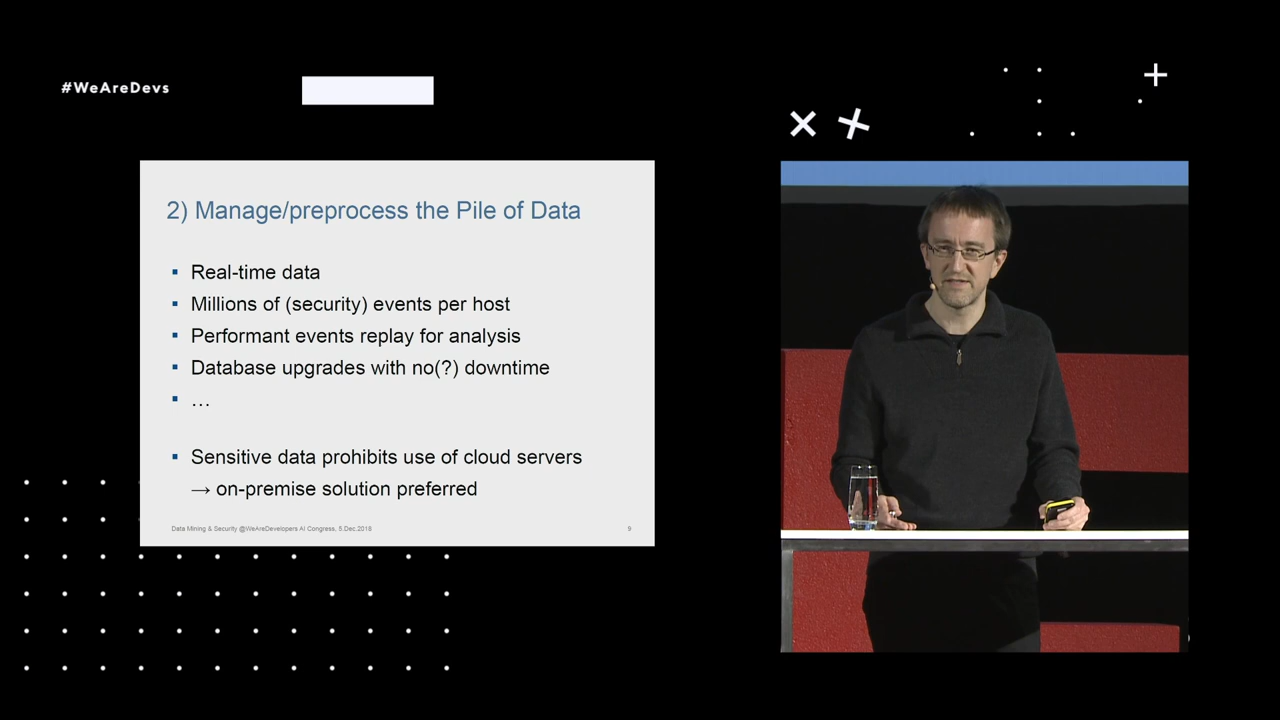 #WeAreDevs
2) Manage/preprocess the Pile of Data
▪ Real-time data
▪ Millions of (security) events per host
▪ Performant events replay for analysis
▪ Database upgrades with no(?) downtime
▪ …
▪ Sensitive data prohibits use of cloud servers
→ on-premise solution preferred
Data Mining & Security @WeAreDevelopers AI Congress, 5.Dec.2018
9